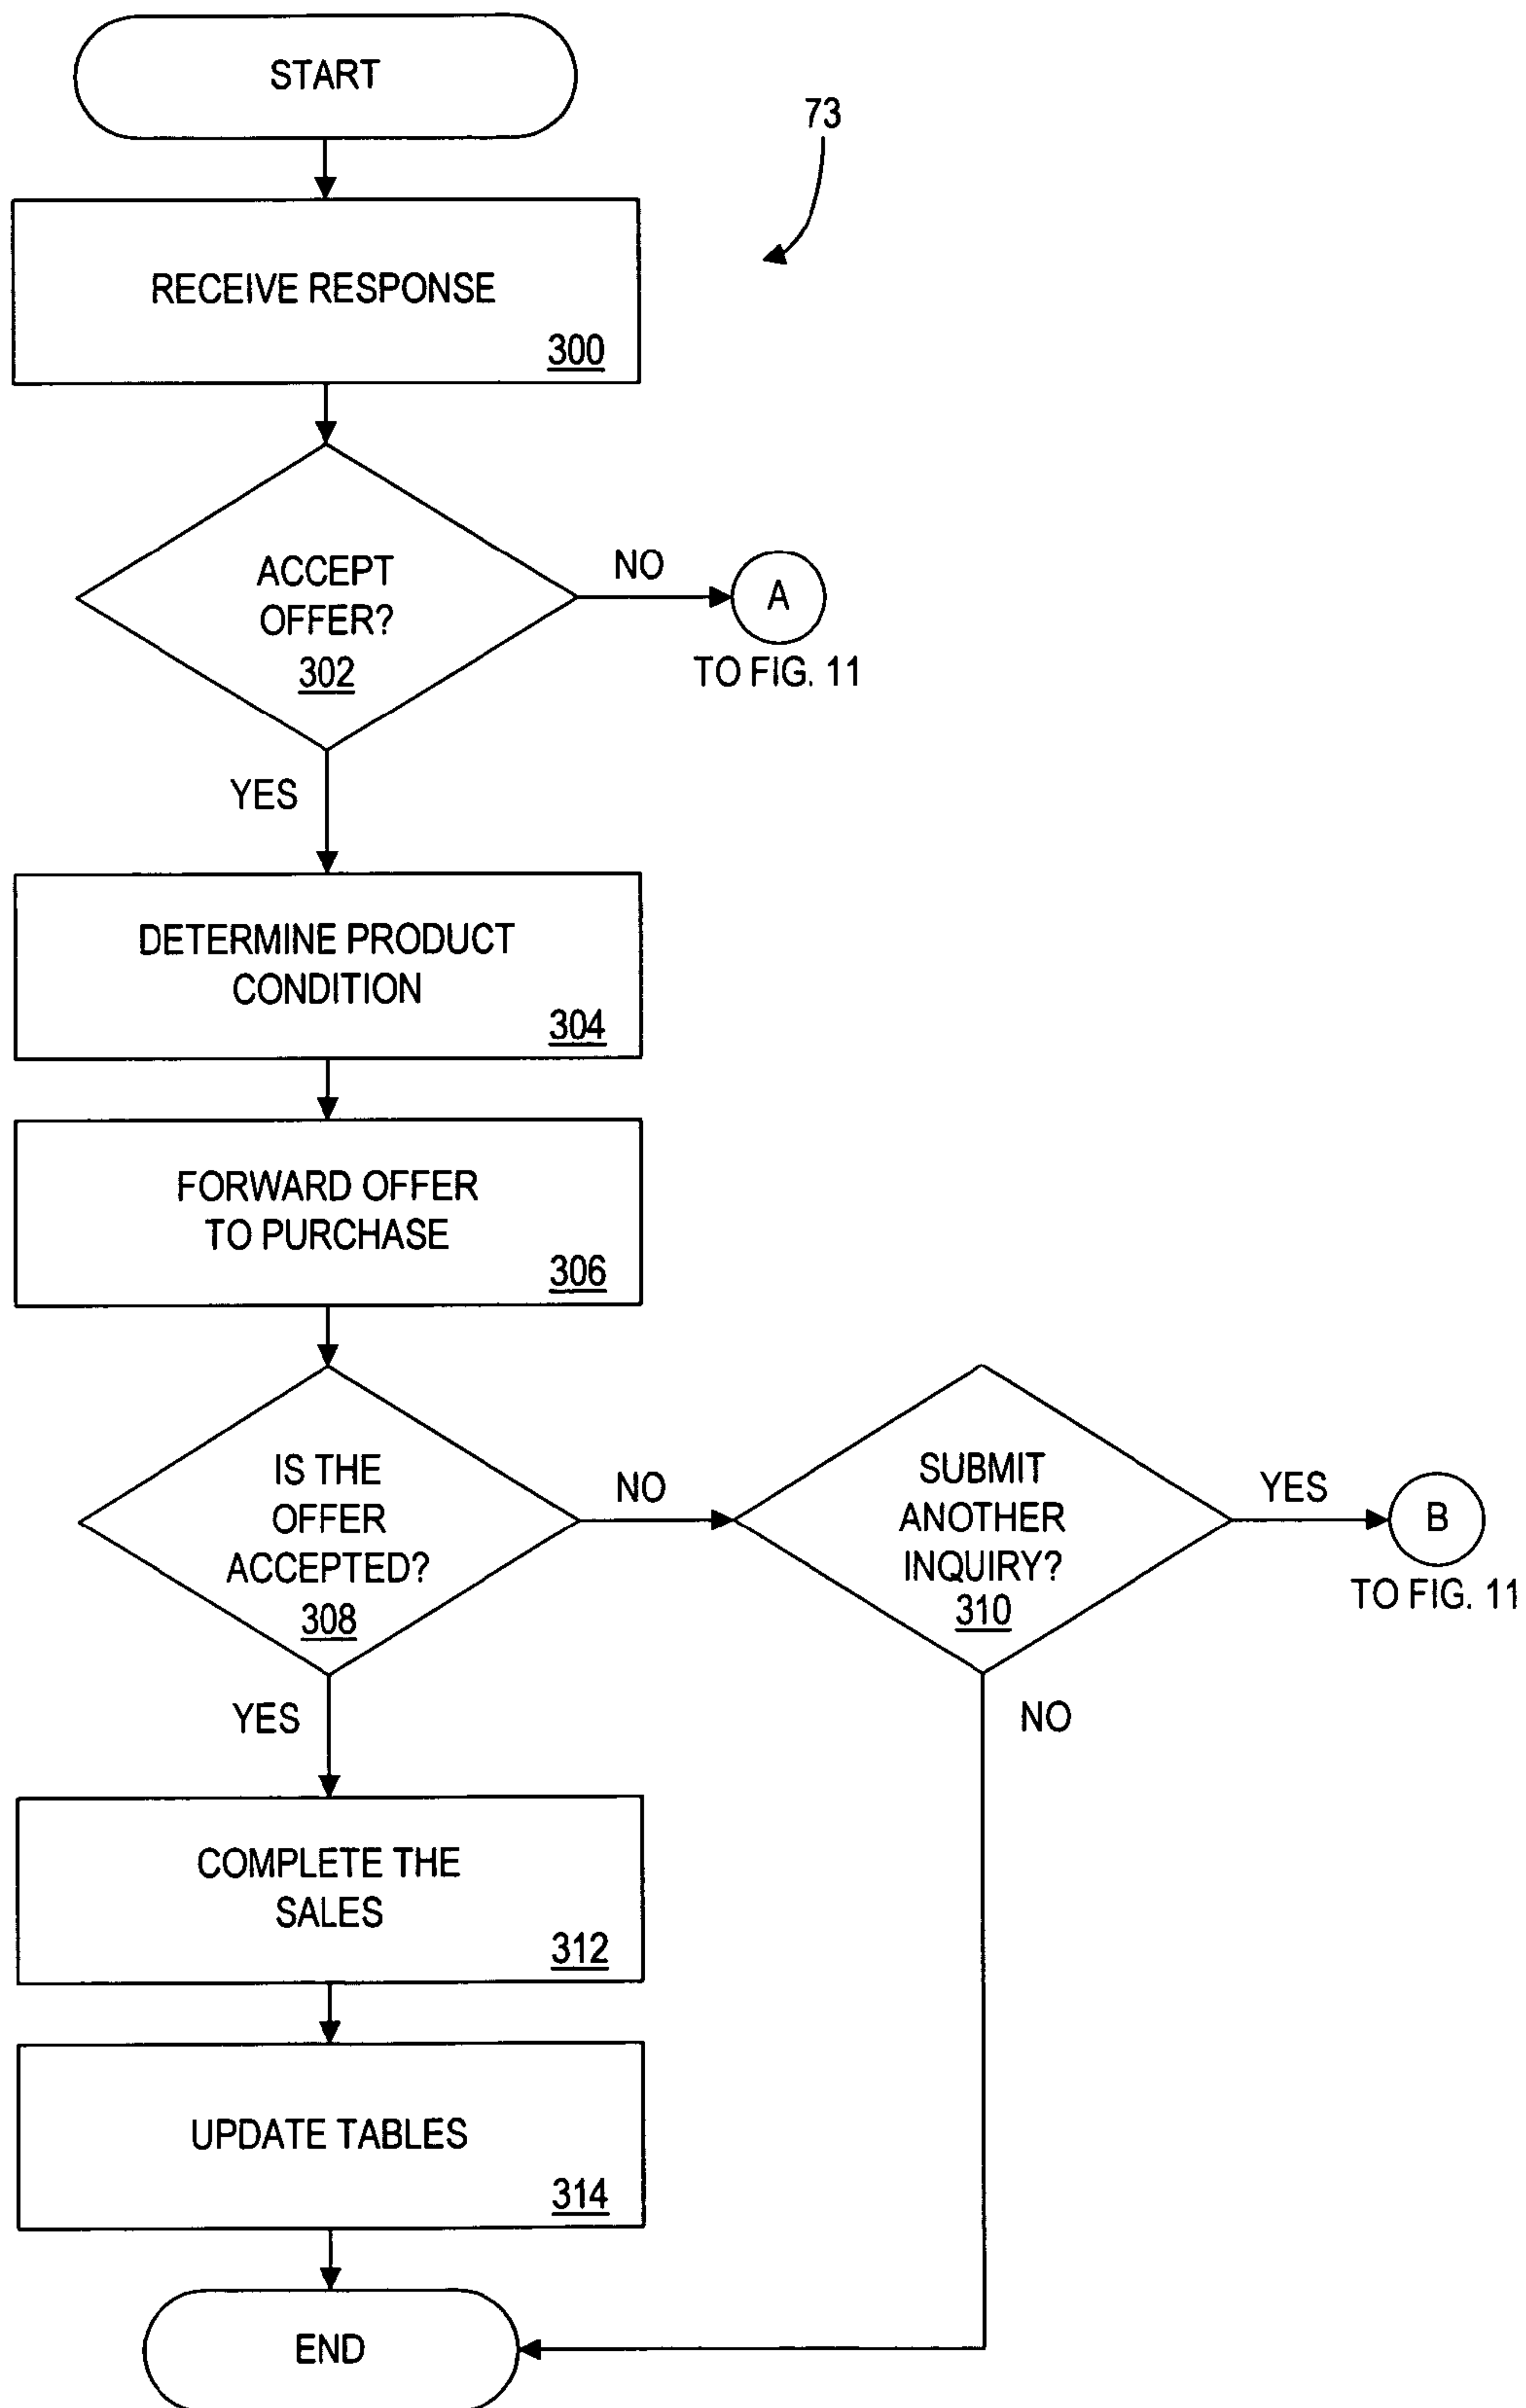 START
73
RECEIVE RESPONSE
300
ACCEPT
OFFER?
302
NO
A
TO FIG. 11
YES
DETERMINE PRODUCT
CONDITION
304
FORWARD OFFER
TO PURCHASE
306
IS THE
OFFER
ACCEPTED?
308
NO
SUBMIT
ANOTHER
INQUIRY?
310
YES
B
TO FIG. 11
YES
NO
COMPLETE THE
SALES
312
UPDATE TABLES
314
END